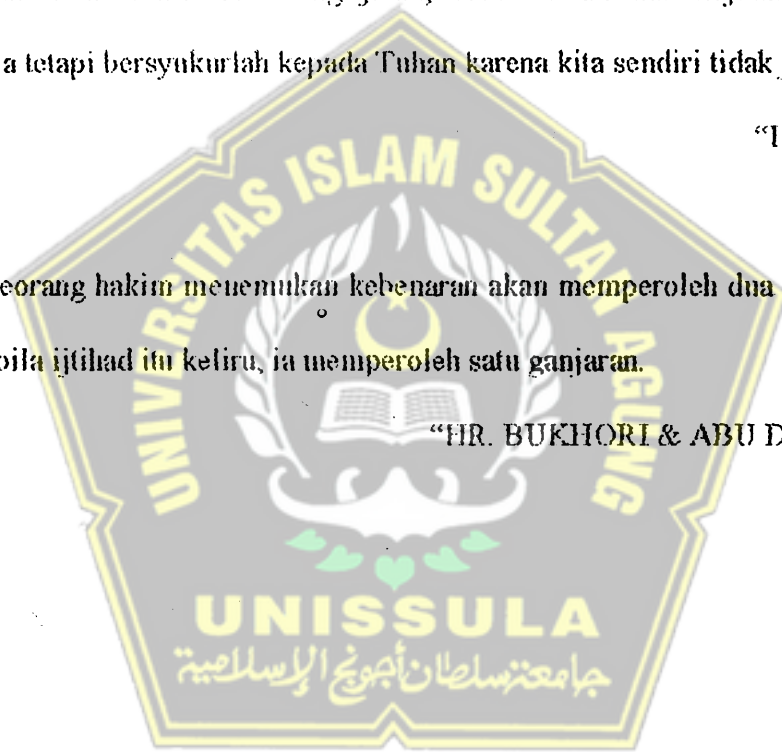 a tetapi bersyukurlah kepada Tuhan karena kita sendiri tidak
UNIVERSITAS ISLAM SULTAN AGUNG
eorang hakim menemukan kebenaran akan memperoleh dua
bila ijtihad itu keliru, ia memperoleh satu ganjaran.
“HR. BUKHORI & ABU D
UNISSULA
جامعة سلطان أجونج الإسلامية